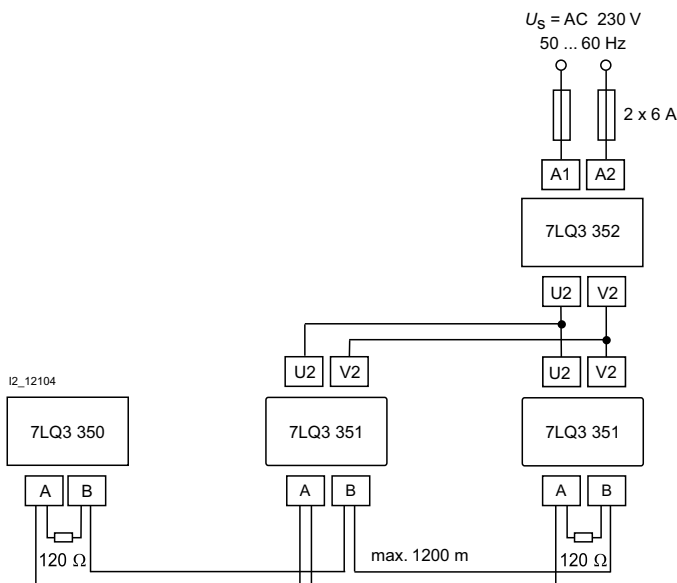 US = AC 230 V
50 ... 60 Hz
2 x 6 A
A1 A2
7LQ3 352
U2 V2
U2 V2 U2 V2
I2_12104
7LQ3 350 7LQ3 351 7LQ3 351
A B A B A B
120 Ω max. 1200 m 120 Ω